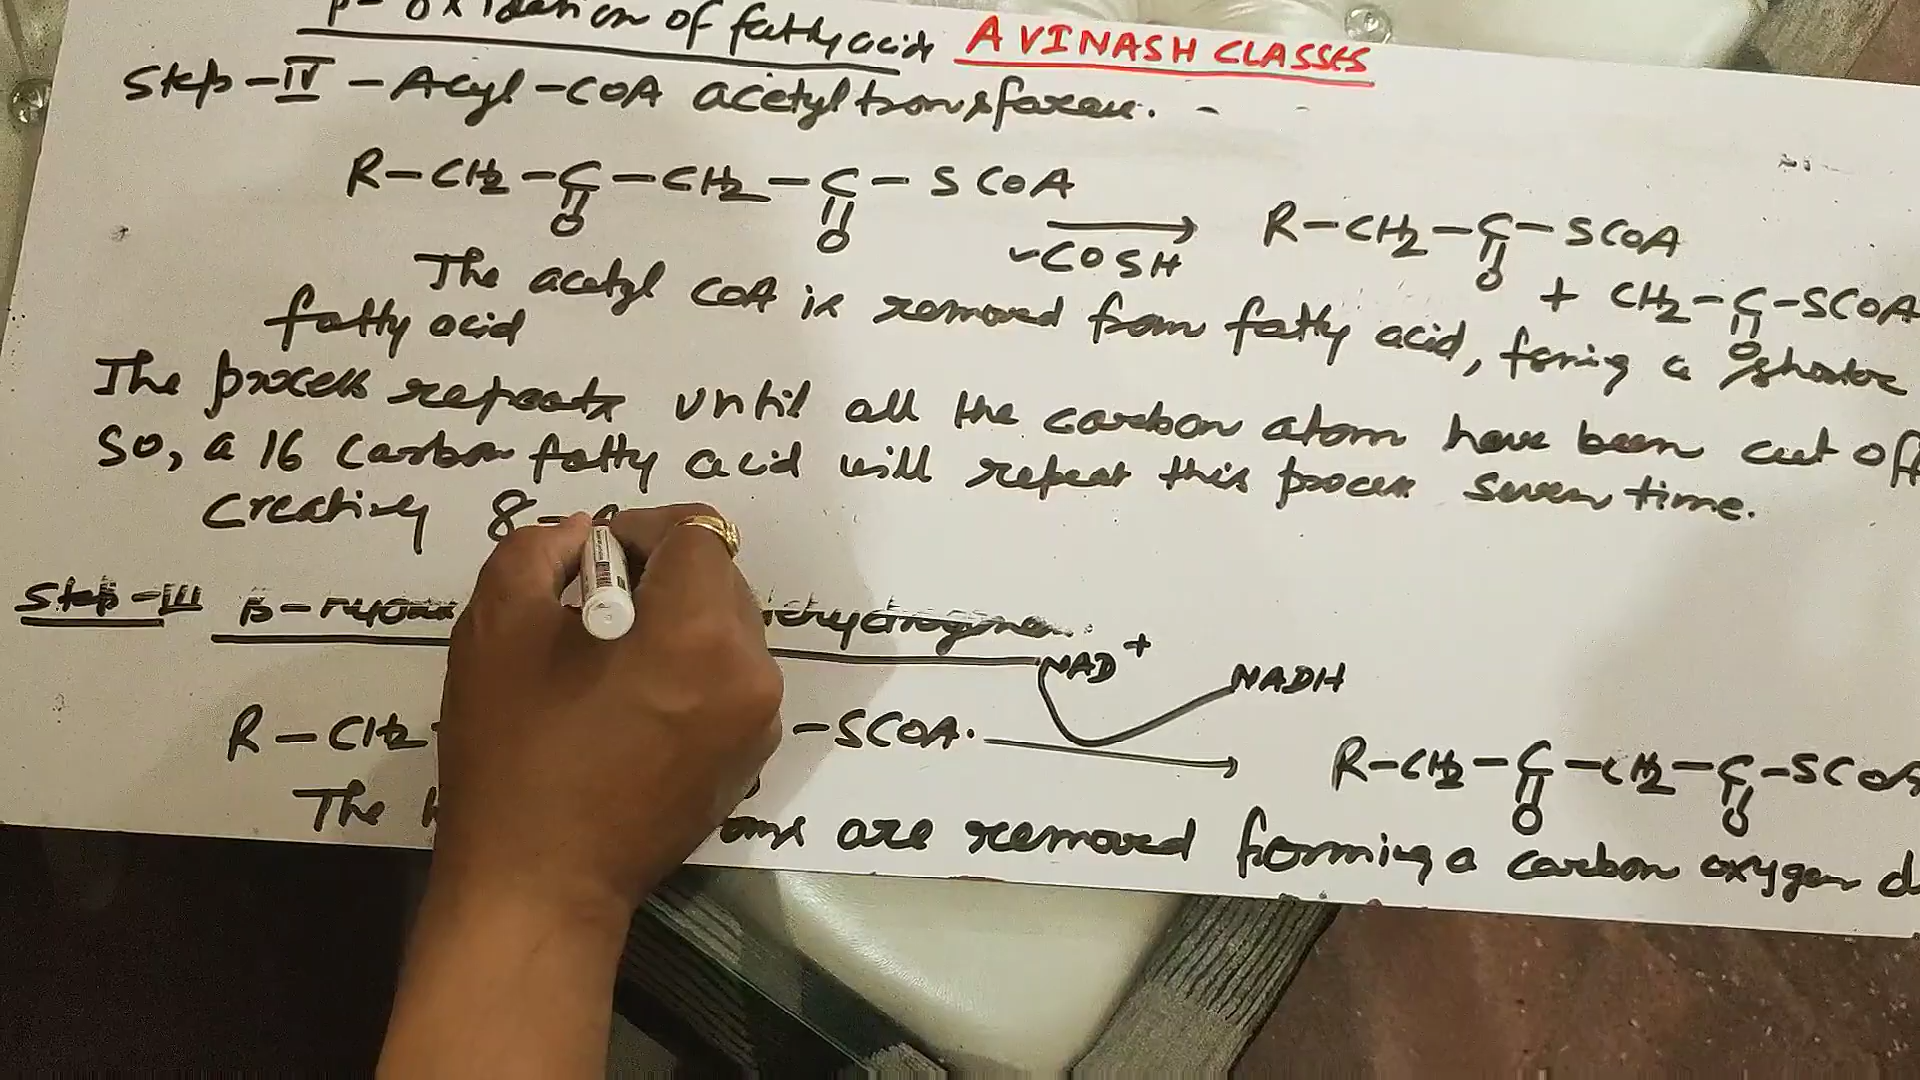 β-oxidation of fatty acid AVINASH CLASSES
Step-IV - Acyl-COA acetyltransferase. -
R-CH2-C-CH2-C-SCOA
O O
→ R-CH2-C-SCOA
COSH O
+ CH2-C-SCOA
O
The acetyl COA is removed from fatty acid, foring a shorter
fatty acid
The process repeats until all the carbon atom have been cut off
So, a 16 Carbon fatty acid will repeat this process seven time.
Creating 8-a
Step-III β- dehydrogenase.
NAD+ NADH
R-CH2 -SCOA. → R-CH2-C-CH2-C-SCOA
O O
The are removed forming a carbon oxygen d